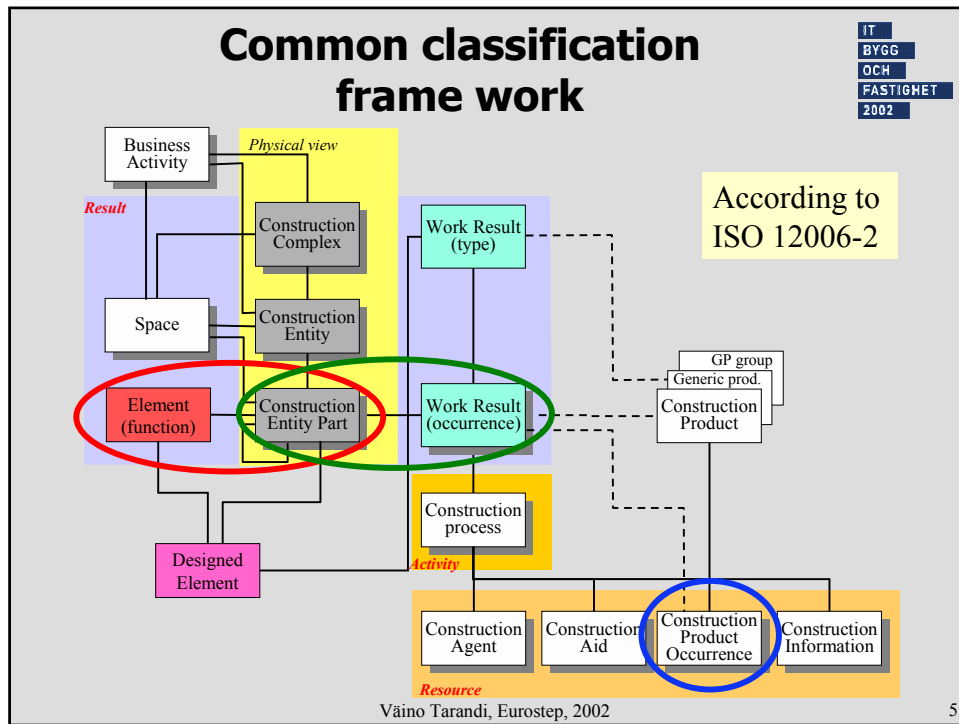 Common classification
frame work
IT
BYGG
OCH
FASTIGHET
2002
Business
Activity
Physical view
Result
Construction
Complex
Work Result
(type)
According to
ISO 12006-2
Space
Construction
Entity
GP group
Generic prod.
Construction
Product
Element
(function)
Construction
Entity Part
Work Result
(occurrence)
Construction
process
Activity
Designed
Element
Construction
Agent
Construction
Aid
Construction
Product
Occurrence
Construction
Information
Resource
Väino Tarandi, Eurostep, 2002
5